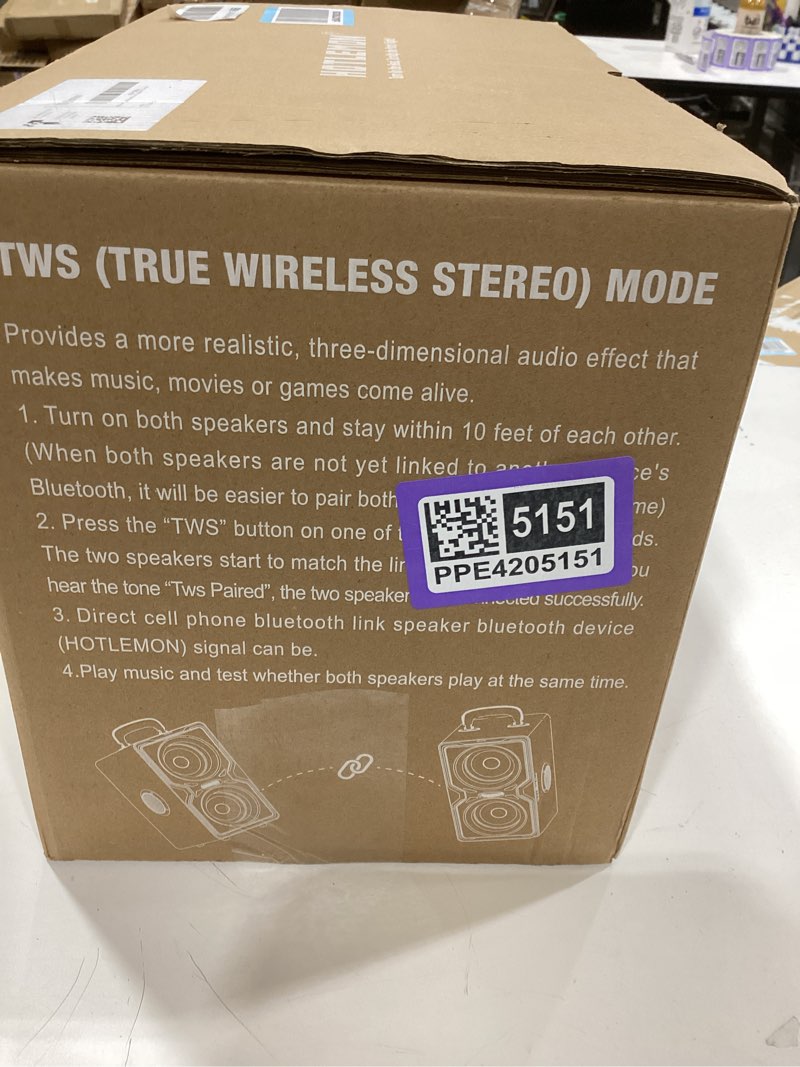 HOTLEMON
TWS (TRUE WIRELESS STEREO) MODE
Provides a more realistic, three-dimensional audio effect that
makes music, movies or games come alive.
1. Turn on both speakers and stay within 10 feet of each other.
(When both speakers are not yet linked to
Bluetooth, it will be easier to pair both
2. Press the “TWS” button on one of
The two speakers start to match the
hear the tone “Tws Paired”, the two speaker successfully.
3. Direct cell phone bluetooth link speaker bluetooth device
(HOTLEMON) signal can be.
4.Play music and test whether both speakers play at the same time.
5151
PPE4205151